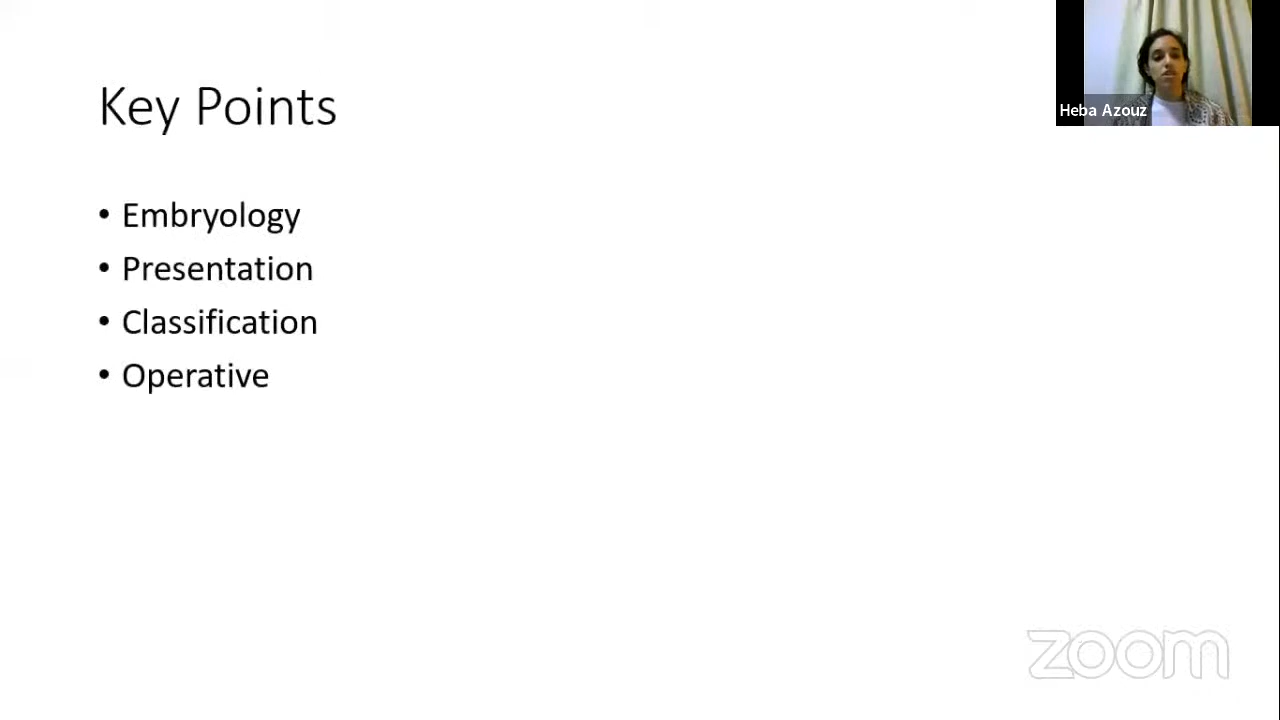 Heba Azouz
Key Points
• Embryology
• Presentation
• Classification
• Operative
zoom